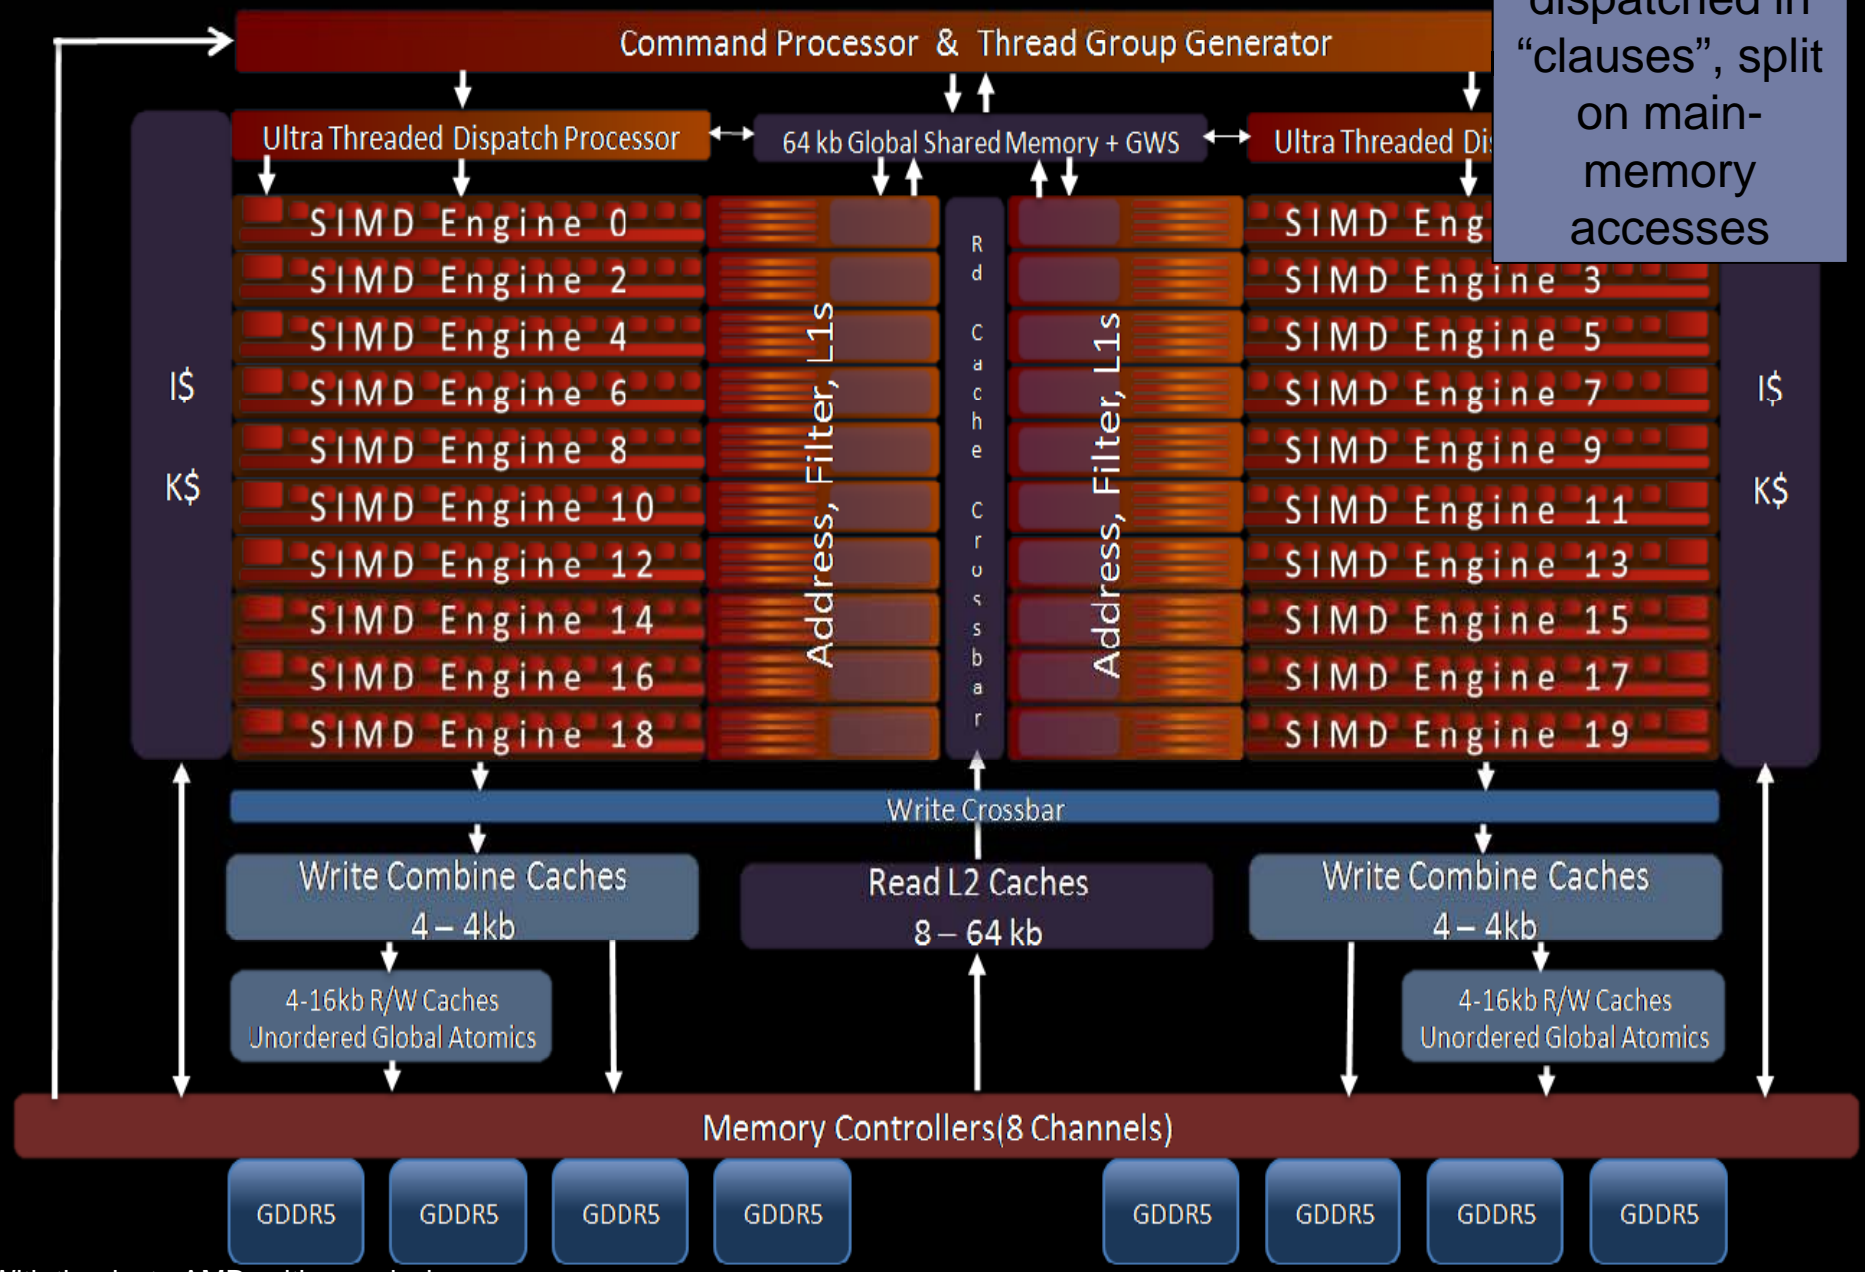 Command Processor & Thread Group Generator
dispatched in
“clauses”, split
on main-
memory
accesses
Ultra Threaded Dispatch Processor
64 kb Global Shared Memory + GWS
Ultra Threaded
SIMD Engine 0
SIMD Engine 2
SIMD Engine 4
SIMD Engine 6
SIMD Engine 8
SIMD Engine 10
SIMD Engine 12
SIMD Engine 14
SIMD Engine 16
SIMD Engine 18
Address, Filter, L1s
Rd Cache Crossbar
Address, Filter, L1s
SIMD
SIMD Engine 3
SIMD Engine 5
SIMD Engine 7
SIMD Engine 9
SIMD Engine 11
SIMD Engine 13
SIMD Engine 15
SIMD Engine 17
SIMD Engine 19
I$
K$
I$
K$
Write Crossbar
Write Combine Caches
4 – 4kb
Read L2 Caches
8 – 64 kb
Write Combine Caches
4 – 4kb
4-16kb R/W Caches
Unordered Global Atomics
4-16kb R/W Caches
Unordered Global Atomics
Memory Controllers(8 Channels)
GDDR5
GDDR5
GDDR5
GDDR5
GDDR5
GDDR5
GDDR5
GDDR5